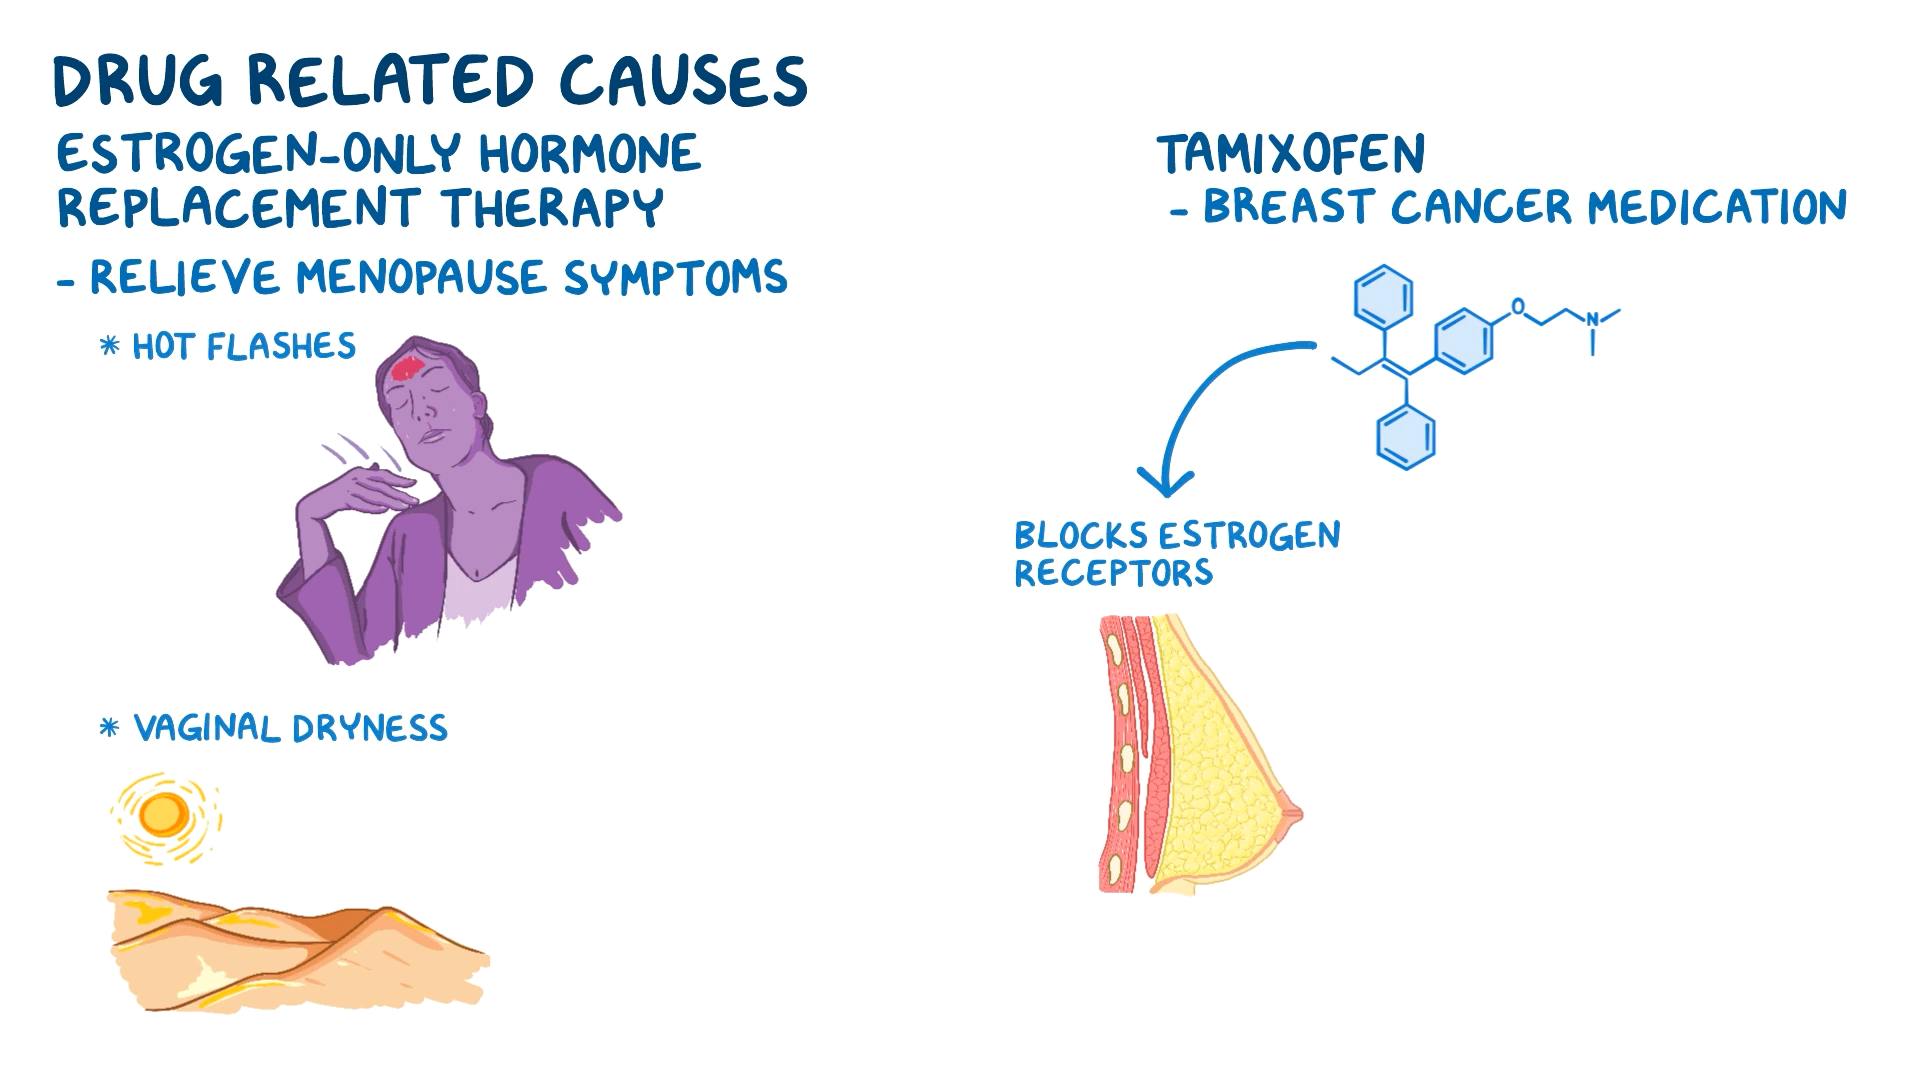 DRUG RELATED CAUSES
ESTROGEN-ONLY HORMONE
REPLACEMENT THERAPY
- RELIEVE MENOPAUSE SYMPTOMS
* HOT FLASHES
* VAGINAL DRYNESS
TAMIXOFEN
- BREAST CANCER MEDICATION
O
N
BLOCKS ESTROGEN
RECEPTORS